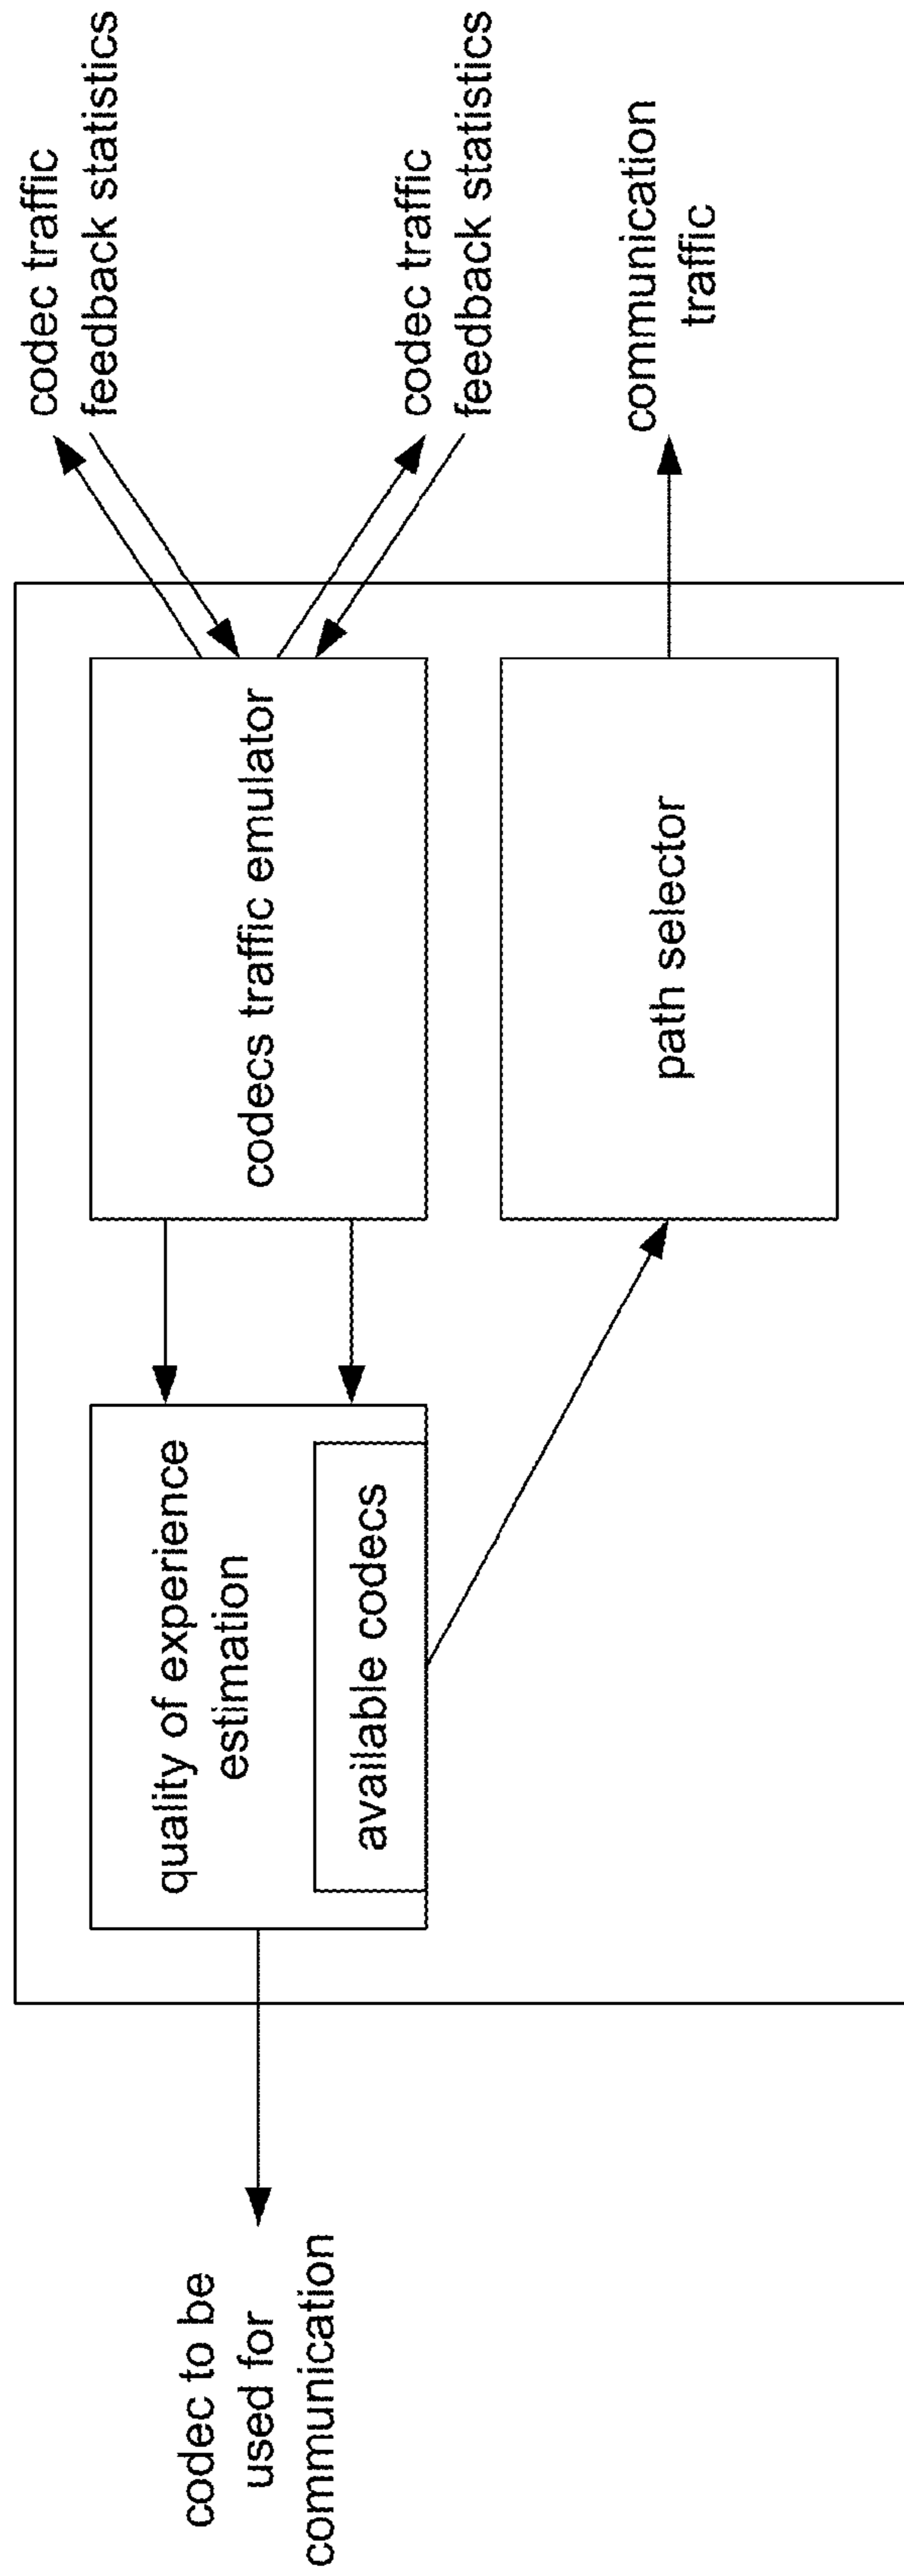 codec to be
used for
communication
quality of experience
estimation
available codecs
codecs traffic emulator
path selector
codec traffic
feedback statistics
codec traffic
feedback statistics
communication
traffic